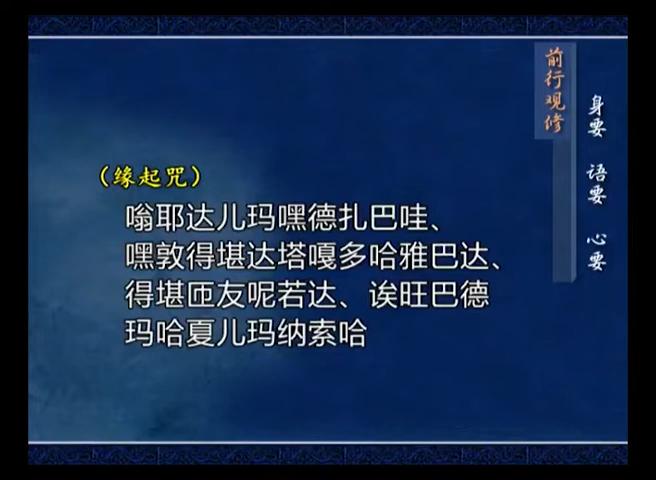 前行观修
身要 语要 心要
（缘起咒）
嗡耶达儿玛嘿德扎巴哇、
嘿敦得堪达塔嘎多哈雅巴达、
得堪匝友呢若达、诶旺巴德
玛哈夏儿玛纳索哈